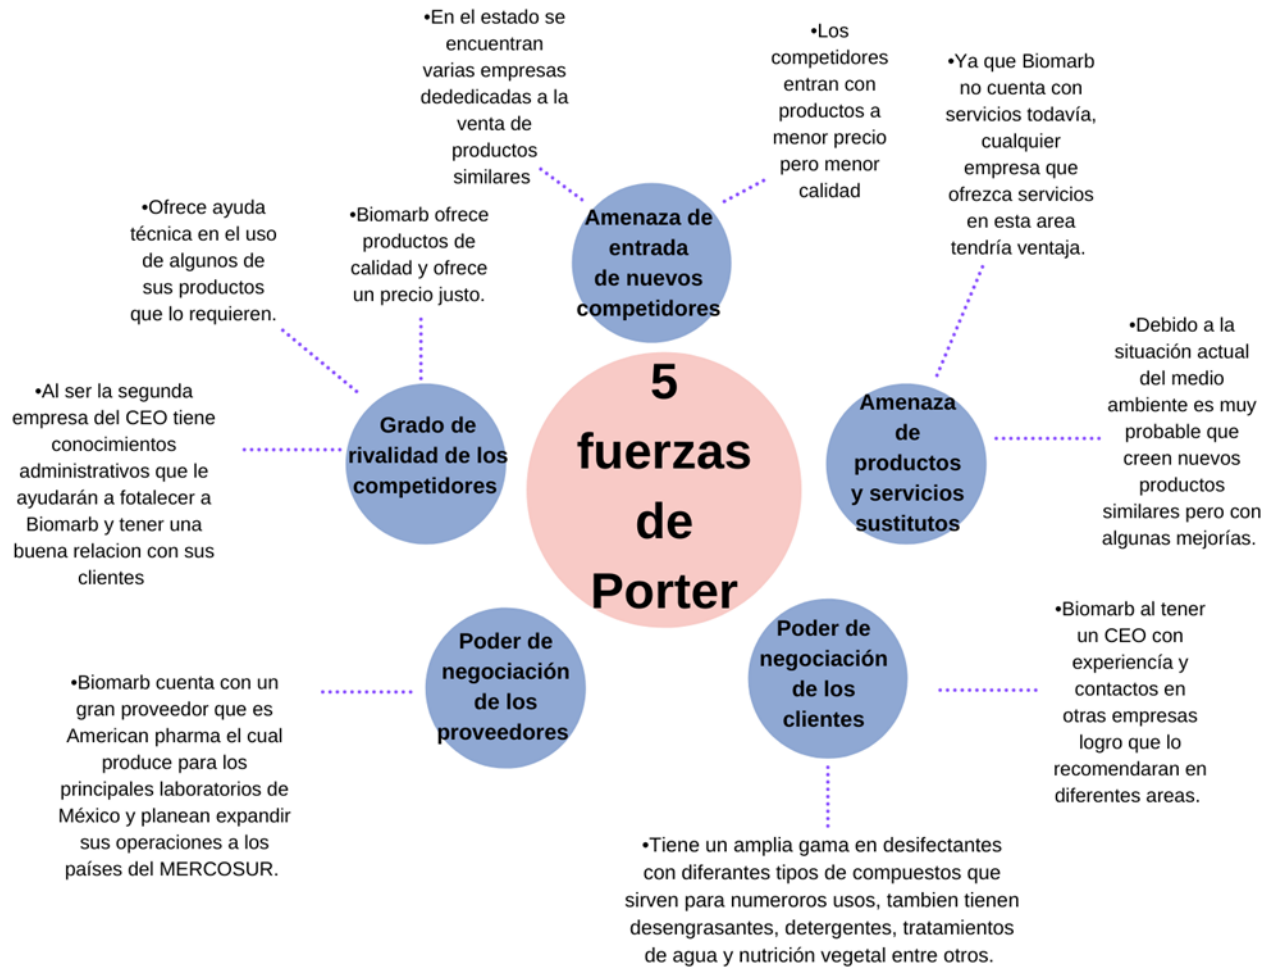 •En el estado se
encuentran
varias empresas
dededicadas a la
venta de
productos
similares
•Los
competidores
entran con
productos a
menor precio
pero menor
calidad
•Ya que Biomarb
no cuenta con
servicios todavía,
cualquier
empresa que
ofrezca servicios
en esta area
tendría ventaja.
•Ofrece ayuda
técnica en el uso
de algunos de
sus productos
que lo requieren.
•Biomarb ofrece
productos de
calidad y ofrece
un precio justo.
Amenaza de
entrada
de nuevos
competidores
•Debido a la
situación actual
del medio
ambiente es muy
probable que
creen nuevos
productos
similares pero con
algunas mejorías.
•Al ser la segunda
empresa del CEO tiene
conocimientos
administrativos que le
ayudarán a fotalecer a
Biomarb y tener una
buena relacion con sus
clientes
Grado de
rivalidad de los
competidores
5
fuerzas
de
Porter
Amenaza
de
productos
y servicios
sustitutos
Poder de
negociación
de los
proveedores
Poder de
negociación
de los
clientes
•Biomarb al tener
un CEO con
experiencía y
contactos en
otras empresas
logro que lo
recomendaran en
diferentes areas.
•Biomarb cuenta con un
gran proveedor que es
American pharma el cual
produce para los
principales laboratorios de
México y planean expandir
sus operaciones a los
países del MERCOSUR.
•Tiene un amplia gama en desifectantes
con diferantes tipos de compuestos que
sirven para numeroros usos, tambien tienen
desengrasantes, detergentes, tratamientos
de agua y nutrición vegetal entre otros.